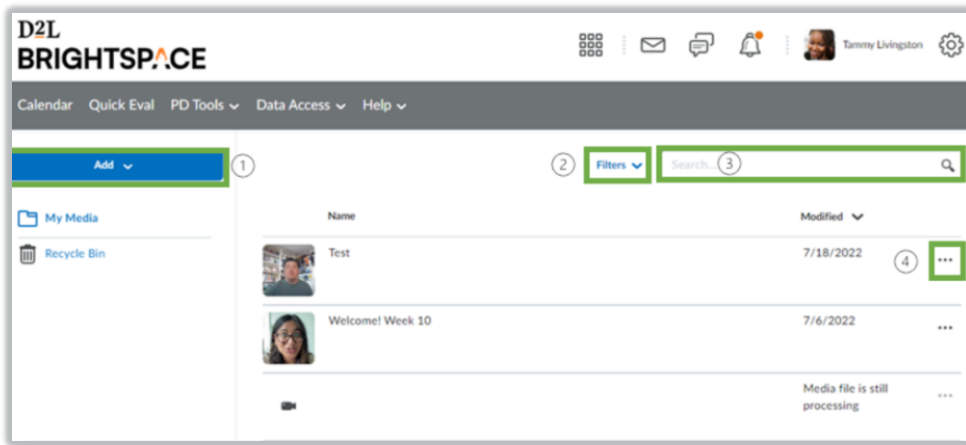 D2L
BRIGHTSPACE
Tammy Livingston
Calendar Quick Eval PD Tools Data Access Help
Add 1 2 Filters Search... 3
My Media
Recycle Bin
Name Modified
Test 7/18/2022 4 ...
Welcome! Week 10 7/6/2022 ...
Media file is still
processing ...